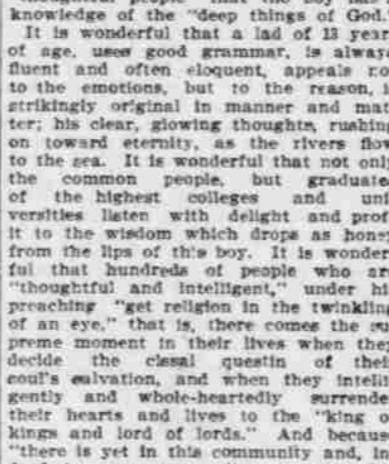 knowledge of the "deep things of God.
It is wonderful that a lad of 13 year
of age, uses good grammar, is alway
fluent and often eloquent, appeals no
to the emotions, but to the reason, i
strikingly original in manner and mat
ter; his clear, glowing thoughts, rushing
on toward eternity, as the rivers flow
to the sea. It is wonderful that not only
the common people, but graduate
of the highest colleges and uni
versities listen with delight and prof
it to the wisdom which drops as hone
from the lips of this boy. It is wonder
ful that hundreds of people who are
"thoughtful and intelligent," under hi
preaching "get religion in the twinkling
of an eye," that is, there comes the su
preme moment in their lives when they
decide the clssal questin of thei
soul's salvation, and when they intelli
gently and whole-heartedly surrende
their hearts and lives to the "king o
kings and lord of lords." And becaus
"there is yet in this community and, in